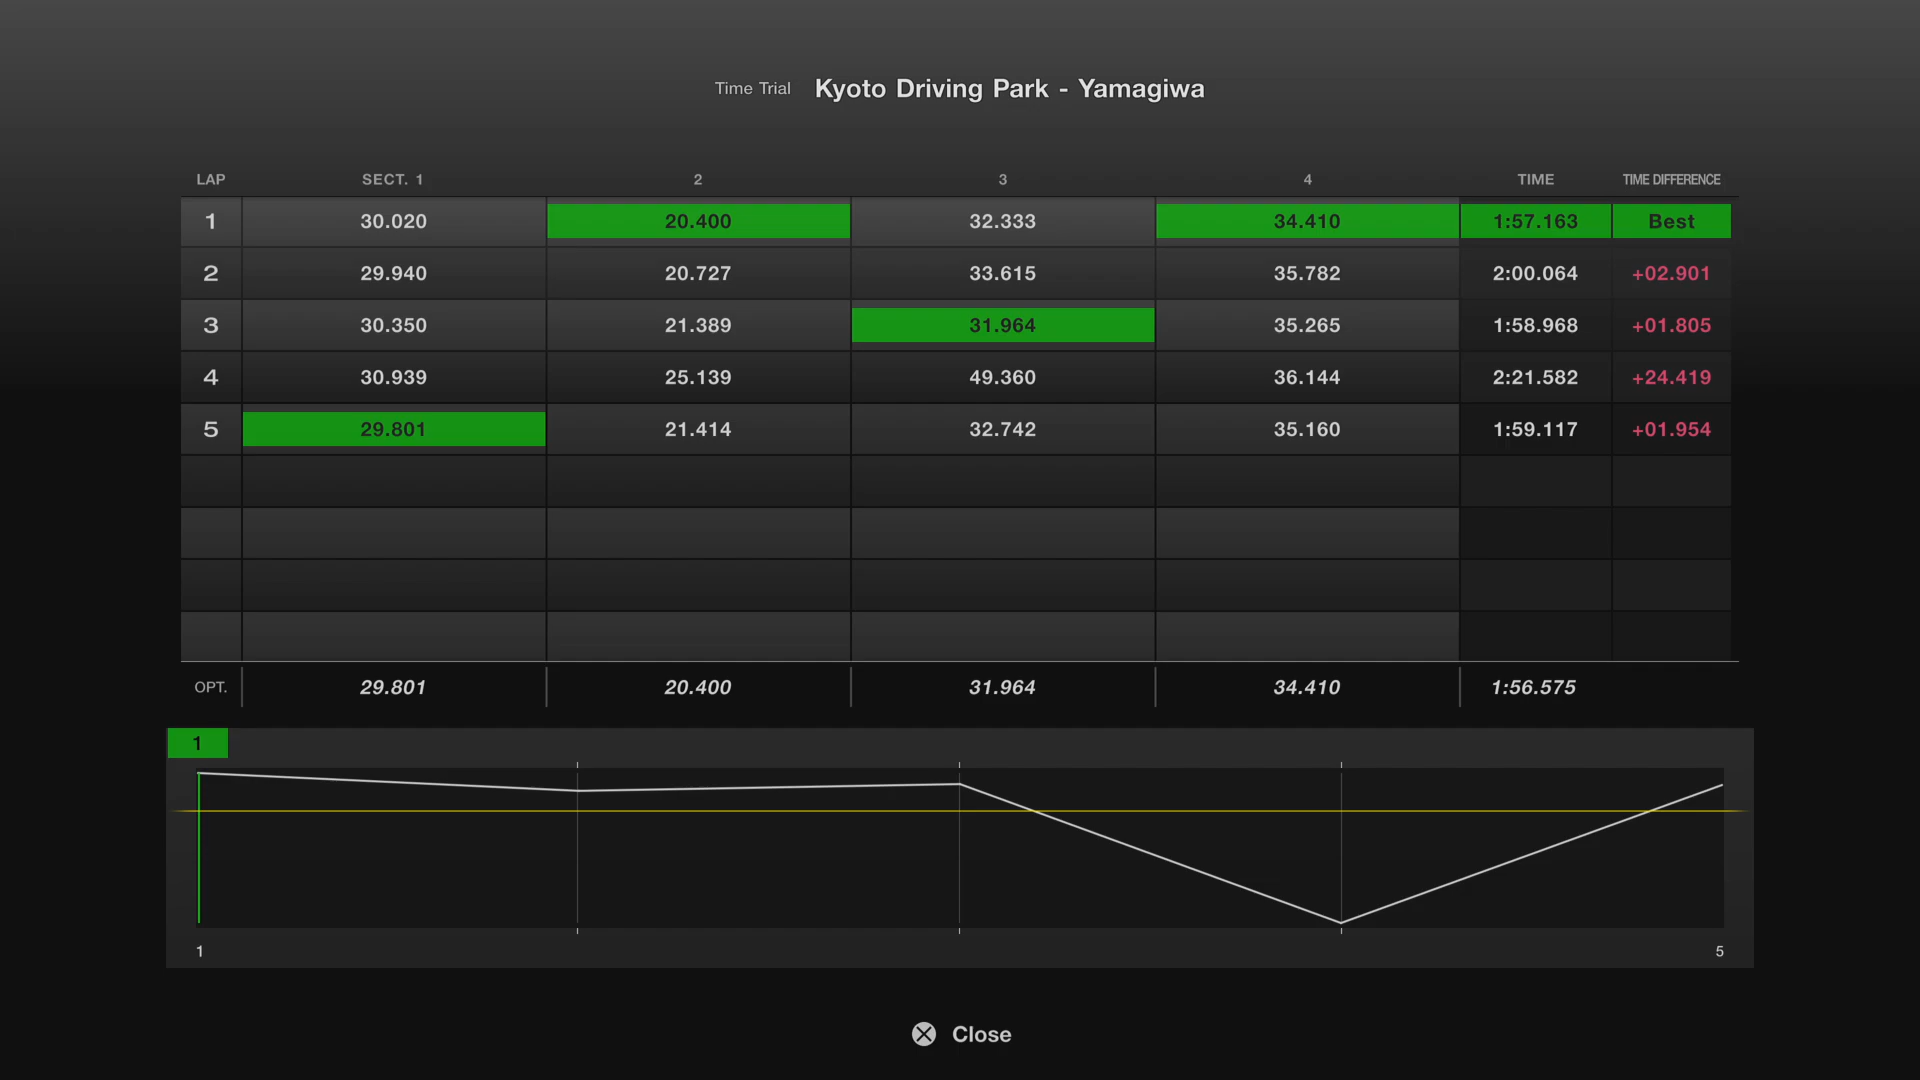 Time Trial Kyoto Driving Park - Yamagiwa
LAP SECT. 1 2 3 4 TIME TIME DIFFERENCE
1 30.020 20.400 32.333 34.410 1:57.163 Best
2 29.940 20.727 33.615 35.782 2:00.064 +02.901
3 30.350 21.389 31.964 35.265 1:58.968 +01.805
4 30.939 25.139 49.360 36.144 2:21.582 +24.419
5 29.801 21.414 32.742 35.160 1:59.117 +01.954
OPT. 29.801 20.400 31.964 34.410 1:56.575
1
1 5
Close